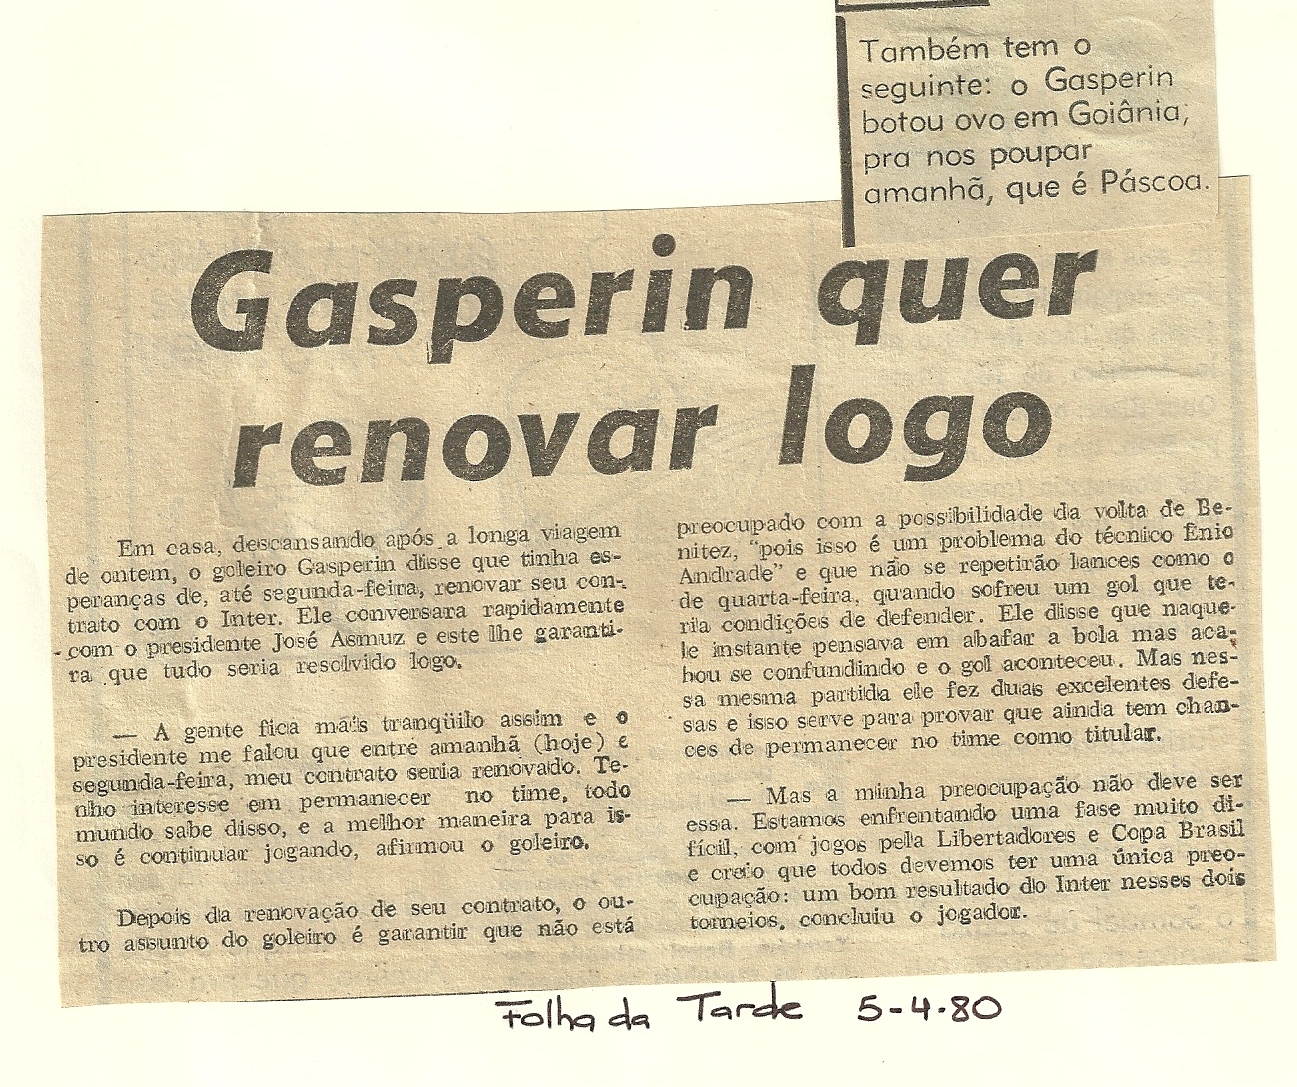 Também tem o
seguinte: o Gasperin
botou ovo em Goiânia,
pra nos poupar
amanhã, que é Páscoa.
Gasperin quer
renovar logo
Em casa, descansando após a longa viagem
de ontem, o goleiro Gasperin disse que tinha es-
peranças de, até segunda-feira, renovar seu con-
trato com o Inter. Ele conversara rapidamente
com o presidente José Asmuz e este lhe garanti-
ra que tudo seria resolvido logo.
— A gente fica mais tranqüilo assim e o
presidente me falou que entre amanhã (hoje) e
segunda-feira, meu contrato seria renovado. Te-
nho interesse em permanecer no time, todo
mundo sabe disso, e a melhor maneira para is-
so é continuar jogando, afirmou o goleiro.
Depois da renovação de seu contrato, o ou-
tro assunto do goleiro é garantir que não está
preocupado com a possibilidade da volta de Be-
nitez, "pois isso é um problema do técnico Ênio
Andrade" e que não se repetirão lances como o
de quarta-feira, quando sofreu um gol que te-
ria condições de defender. Ele disse que naque-
le instante pensava em abafar a bola mas aca-
bou se confundindo e o gol aconteceu. Mas nes-
sa mesma partida ele fez duas excelentes defe-
sas e isso serve para provar que ainda tem chan-
ces de permanecer no time como titular.
— Mas a minha preocupação não deve ser
essa. Estamos enfrentando uma fase muito di-
fícil, com jogos pela Libertadores e Copa Brasil
e creio que todos devemos ter uma única preo-
cupação: um bom resultado do Inter nesses dois
torneios, concluiu o jogador.
Folha da Tarde 5-4-80